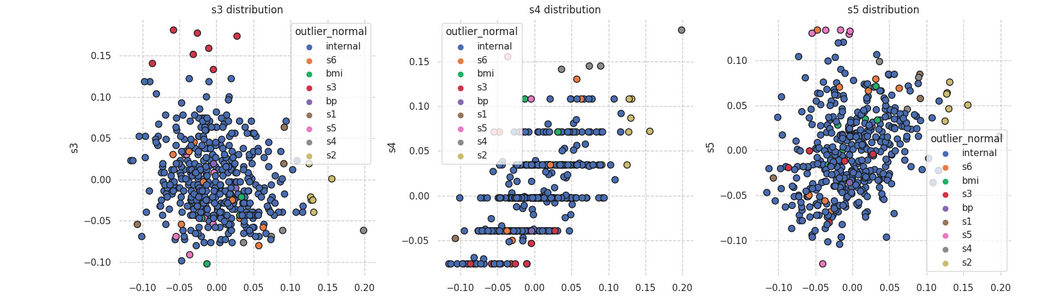 s3 distribution
s3
0.15
0.10
0.05
0.00
−0.05
−0.10
−0.10
−0.05
0.00
0.05
0.10
0.15
0.20
outlier_normal
internal
s6
bmi
s3
bp
s1
s5
s4
s2
s4 distribution
s4
0.15
0.10
0.05
0.00
−0.05
−0.10
−0.05
0.00
0.05
0.10
0.15
0.20
outlier_normal
internal
s6
bmi
s3
bp
s1
s5
s4
s2
s5 distribution
s5
0.10
0.05
0.00
−0.05
−0.10
−0.10
−0.05
0.00
0.05
0.10
0.15
0.20
outlier_normal
internal
s6
bmi
s3
bp
s1
s5
s4
s2